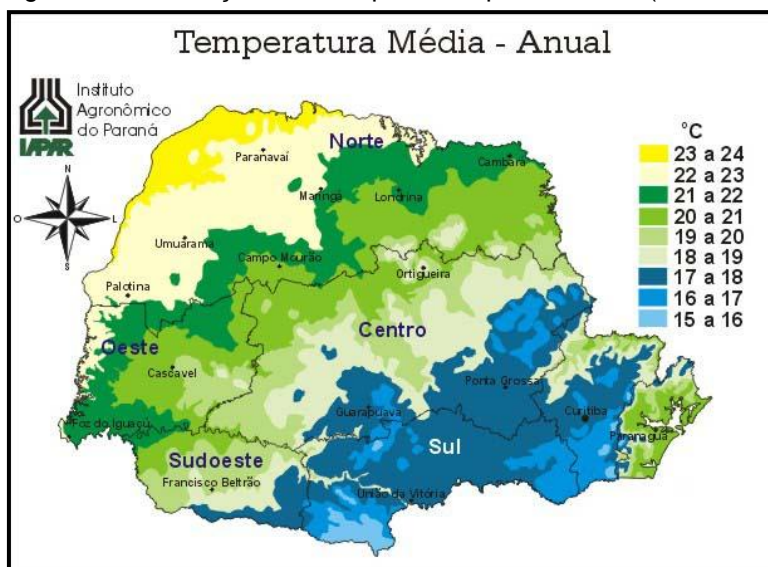 Temperatura Média - Anual
Instituto
Agronômico
do Paraná
IAPAR
N
O
L
S
°C
23 a 24
22 a 23
21 a 22
20 a 21
19 a 20
18 a 19
17 a 18
16 a 17
15 a 16
Norte
Paranavaí
Cambára
Maringá
Londrina
Umuarama
Campo Mourão
Ortigueira
Palotina
Centro
Oeste
Cascavel
Ponta Grossa
Guarapuava
Curitiba
Foz do Iguaçú
Sul
Paranaguá
Sudoeste
Francisco Beltrão
União da Vitória